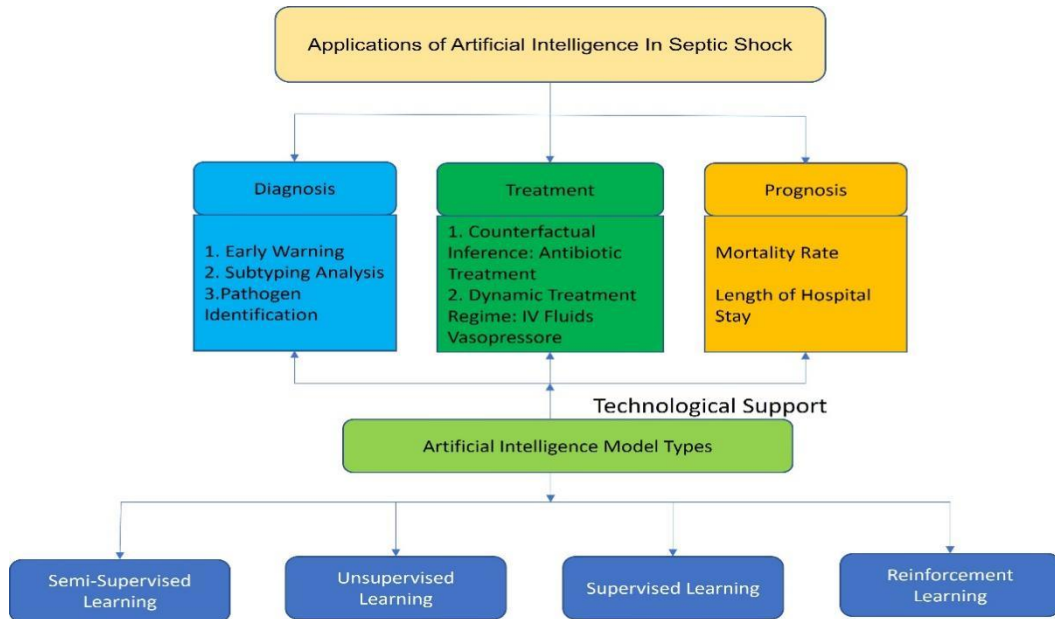 Applications of Artificial Intelligence In Septic Shock
Diagnosis
1. Early Warning
2. Subtyping Analysis
3.Pathogen
Identification
Treatment
1. Counterfactual
Inference: Antibiotic
Treatment
2. Dynamic Treatment
Regime: IV Fluids
Vasopressore
Prognosis
Mortality Rate
Length of Hospital
Stay
Technological Support
Artificial Intelligence Model Types
Semi-Supervised
Learning
Unsupervised
Learning
Supervised Learning
Reinforcement
Learning